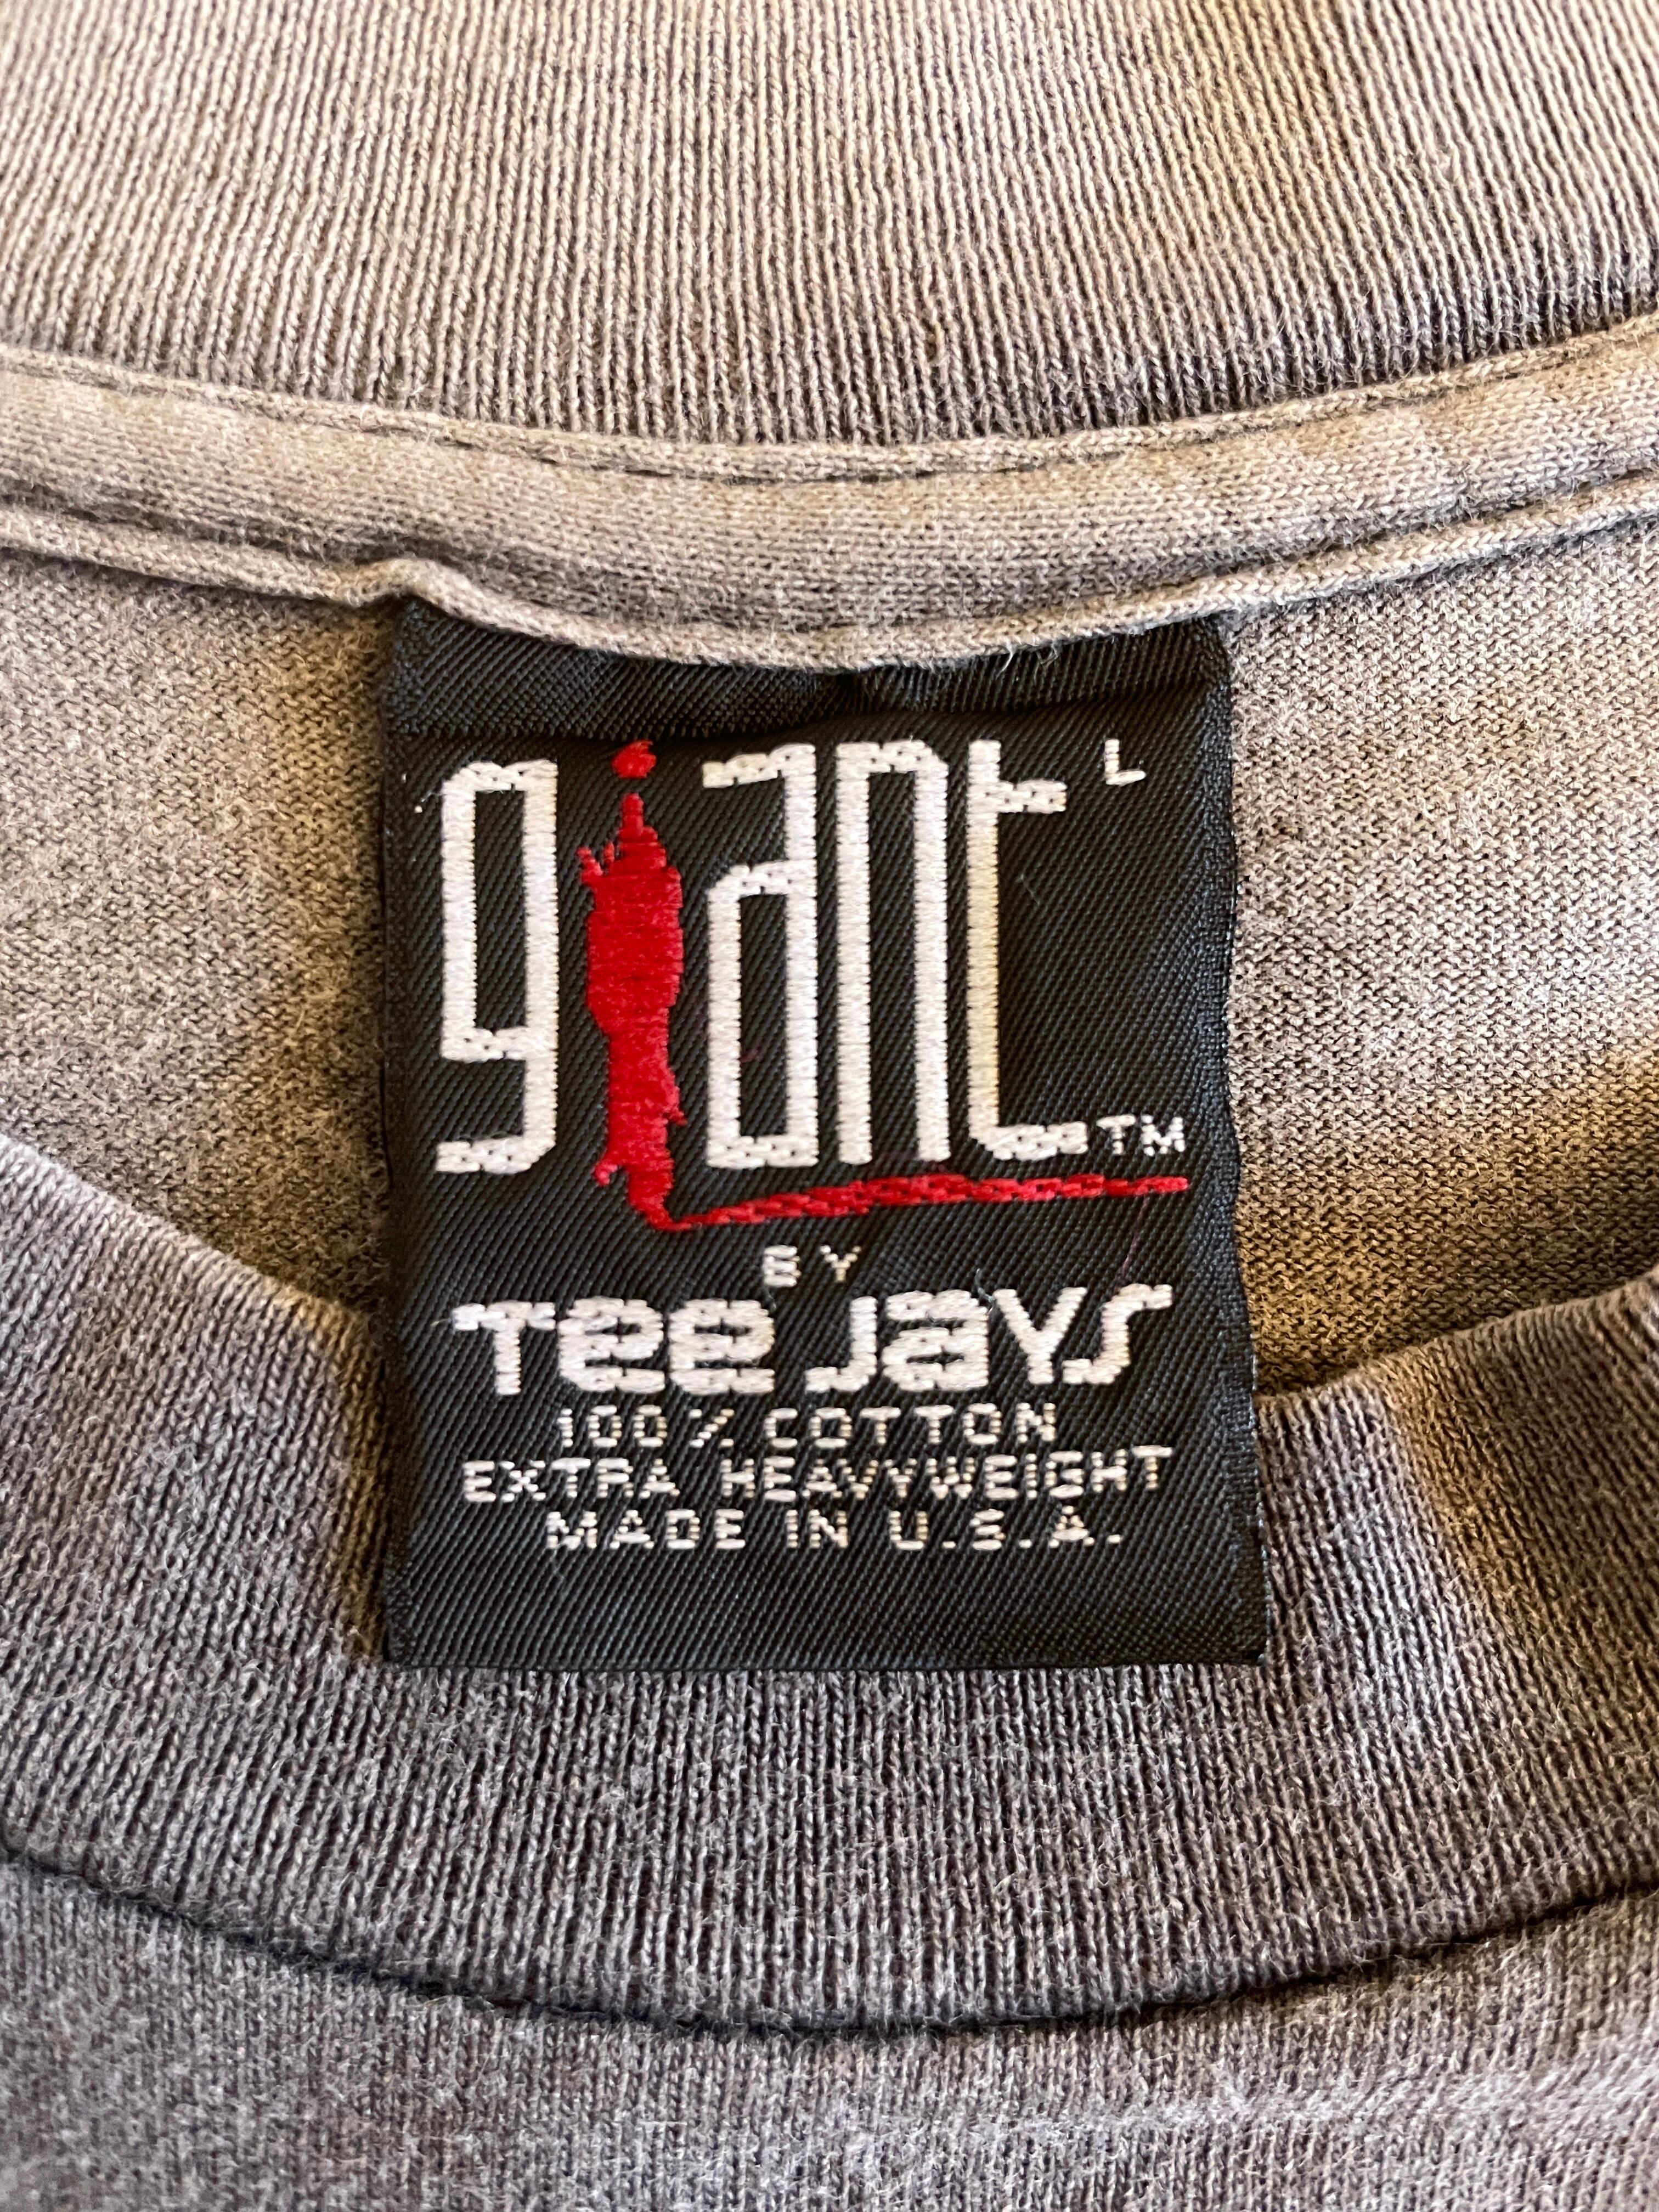 giant L
TM
BY
Tee Jays
100% COTTON
EXTRA HEAVYWEIGHT
MADE IN U.S.A.